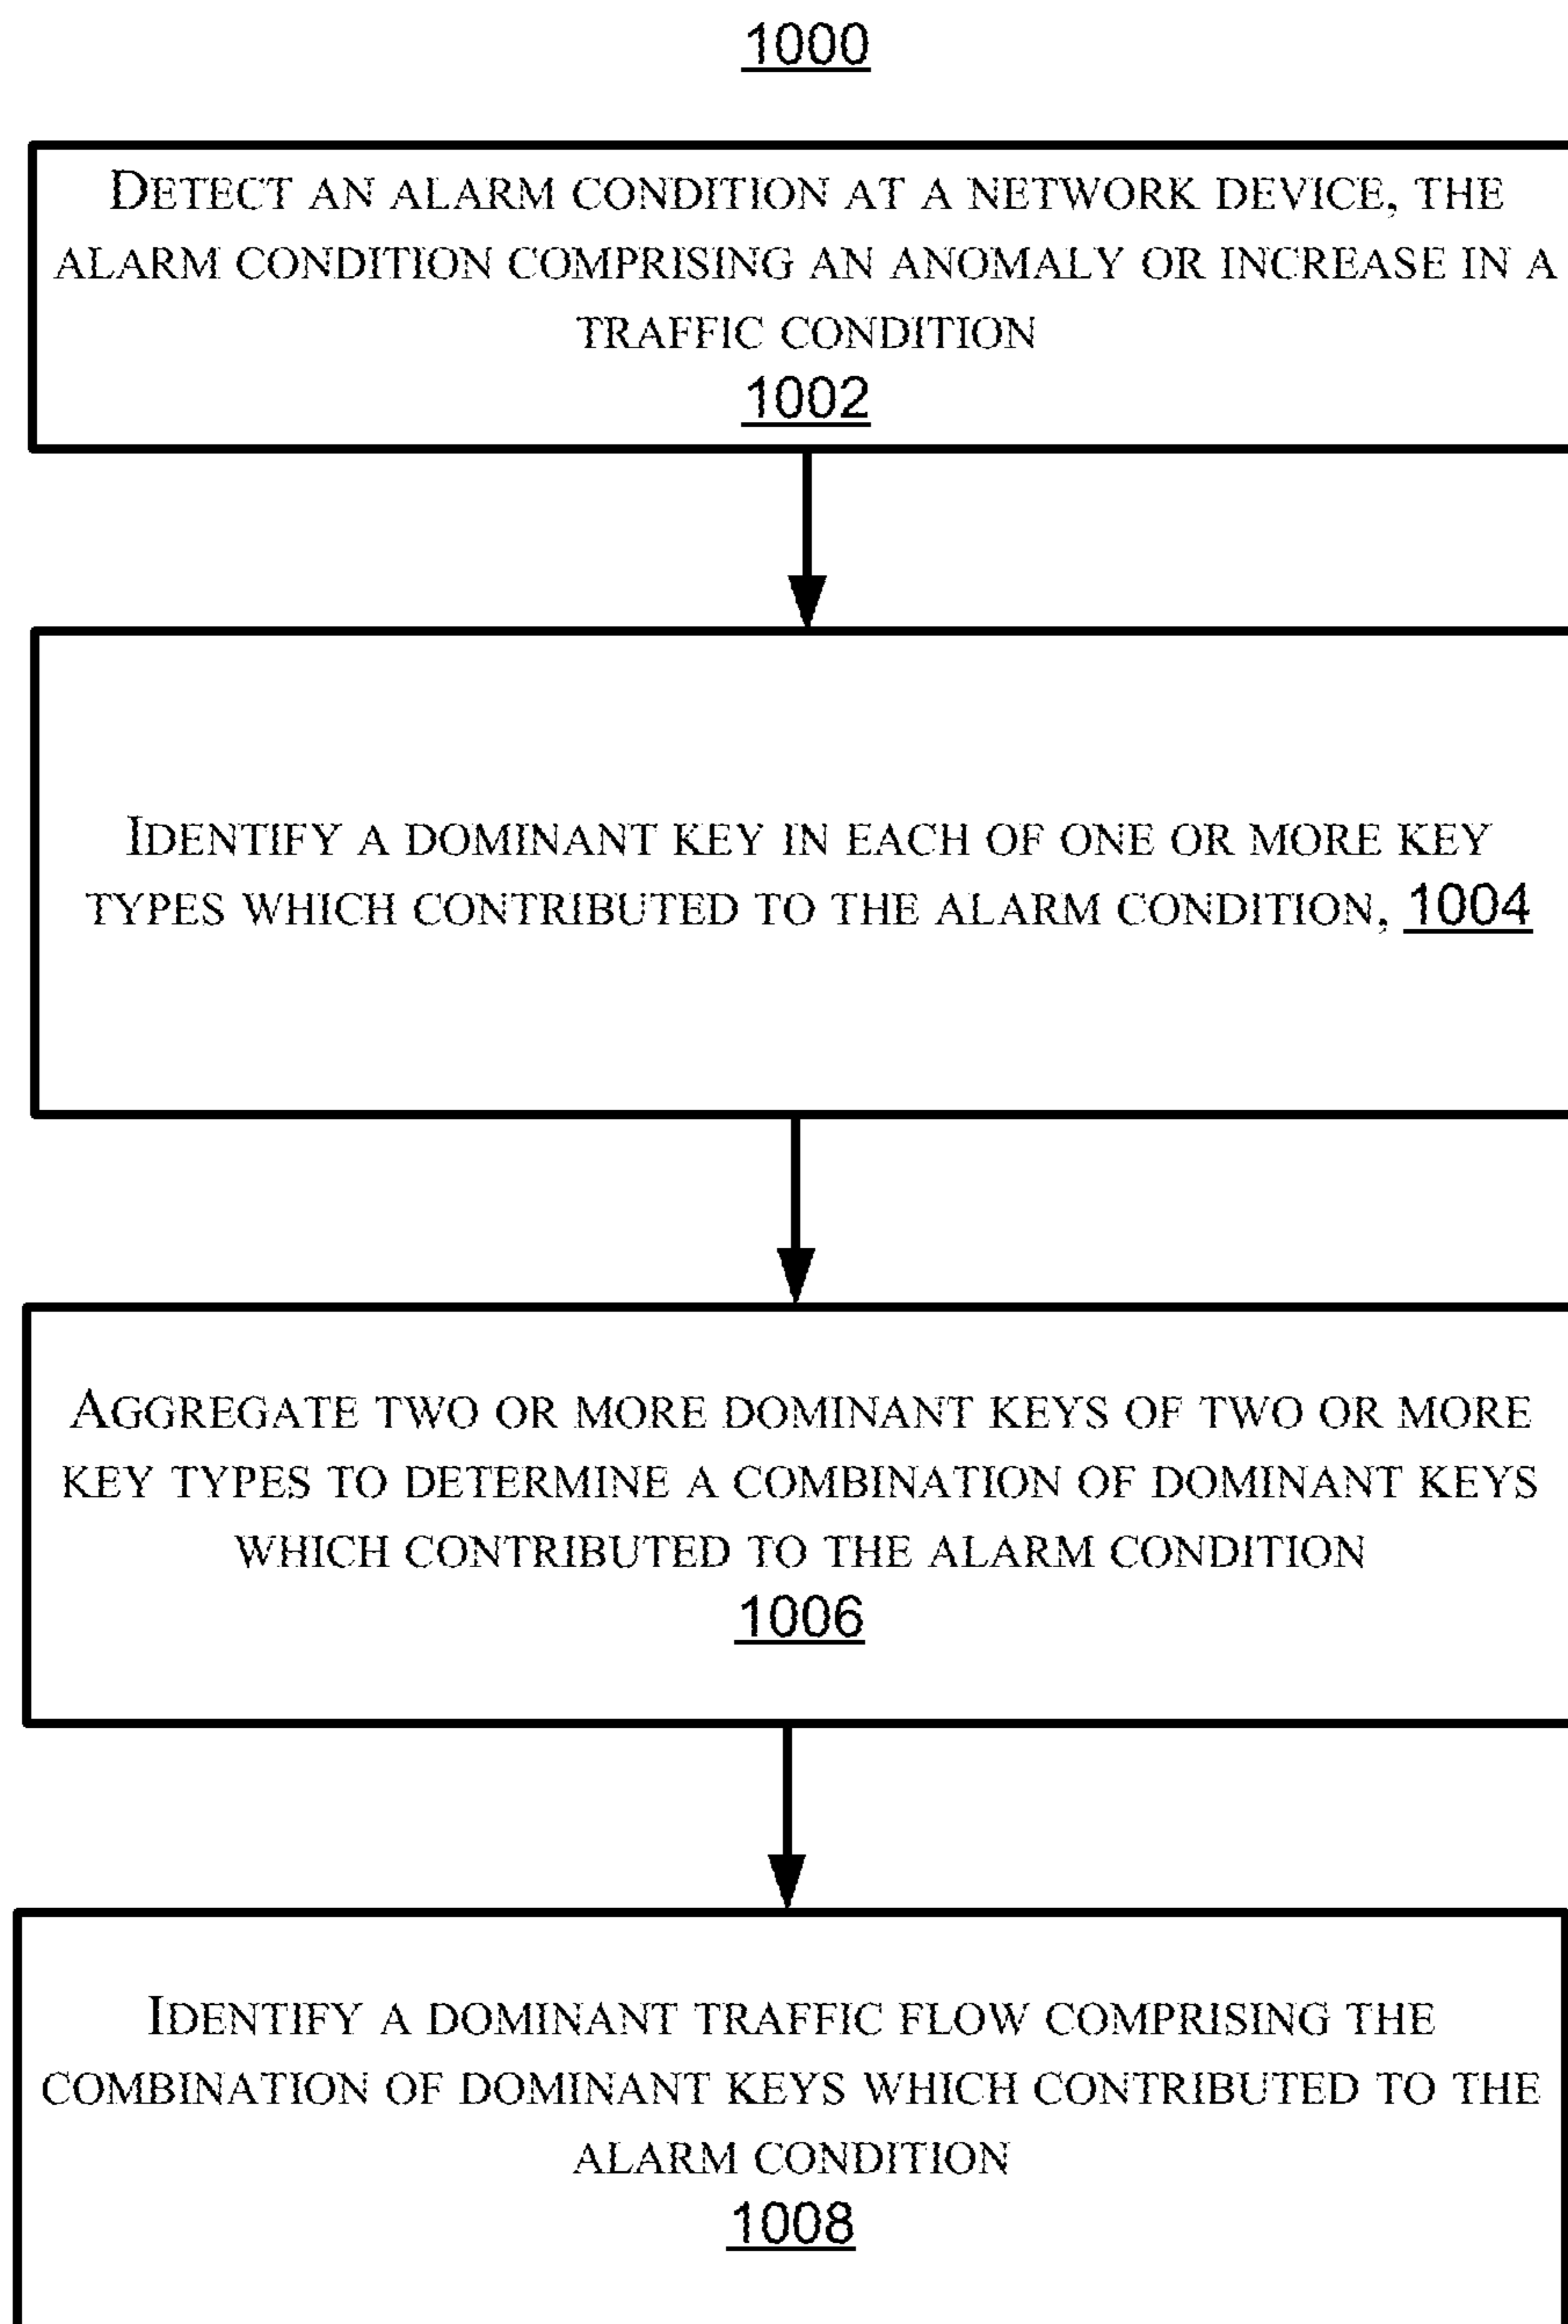 1000
DETECT AN ALARM CONDITION AT A NETWORK DEVICE, THE
ALARM CONDITION COMPRISING AN ANOMALY OR INCREASE IN A
TRAFFIC CONDITION
1002
IDENTIFY A DOMINANT KEY IN EACH OF ONE OR MORE KEY
TYPES WHICH CONTRIBUTED TO THE ALARM CONDITION, 1004
AGGREGATE TWO OR MORE DOMINANT KEYS OF TWO OR MORE
KEY TYPES TO DETERMINE A COMBINATION OF DOMINANT KEYS
WHICH CONTRIBUTED TO THE ALARM CONDITION
1006
IDENTIFY A DOMINANT TRAFFIC FLOW COMPRISING THE
COMBINATION OF DOMINANT KEYS WHICH CONTRIBUTED TO THE
ALARM CONDITION
1008